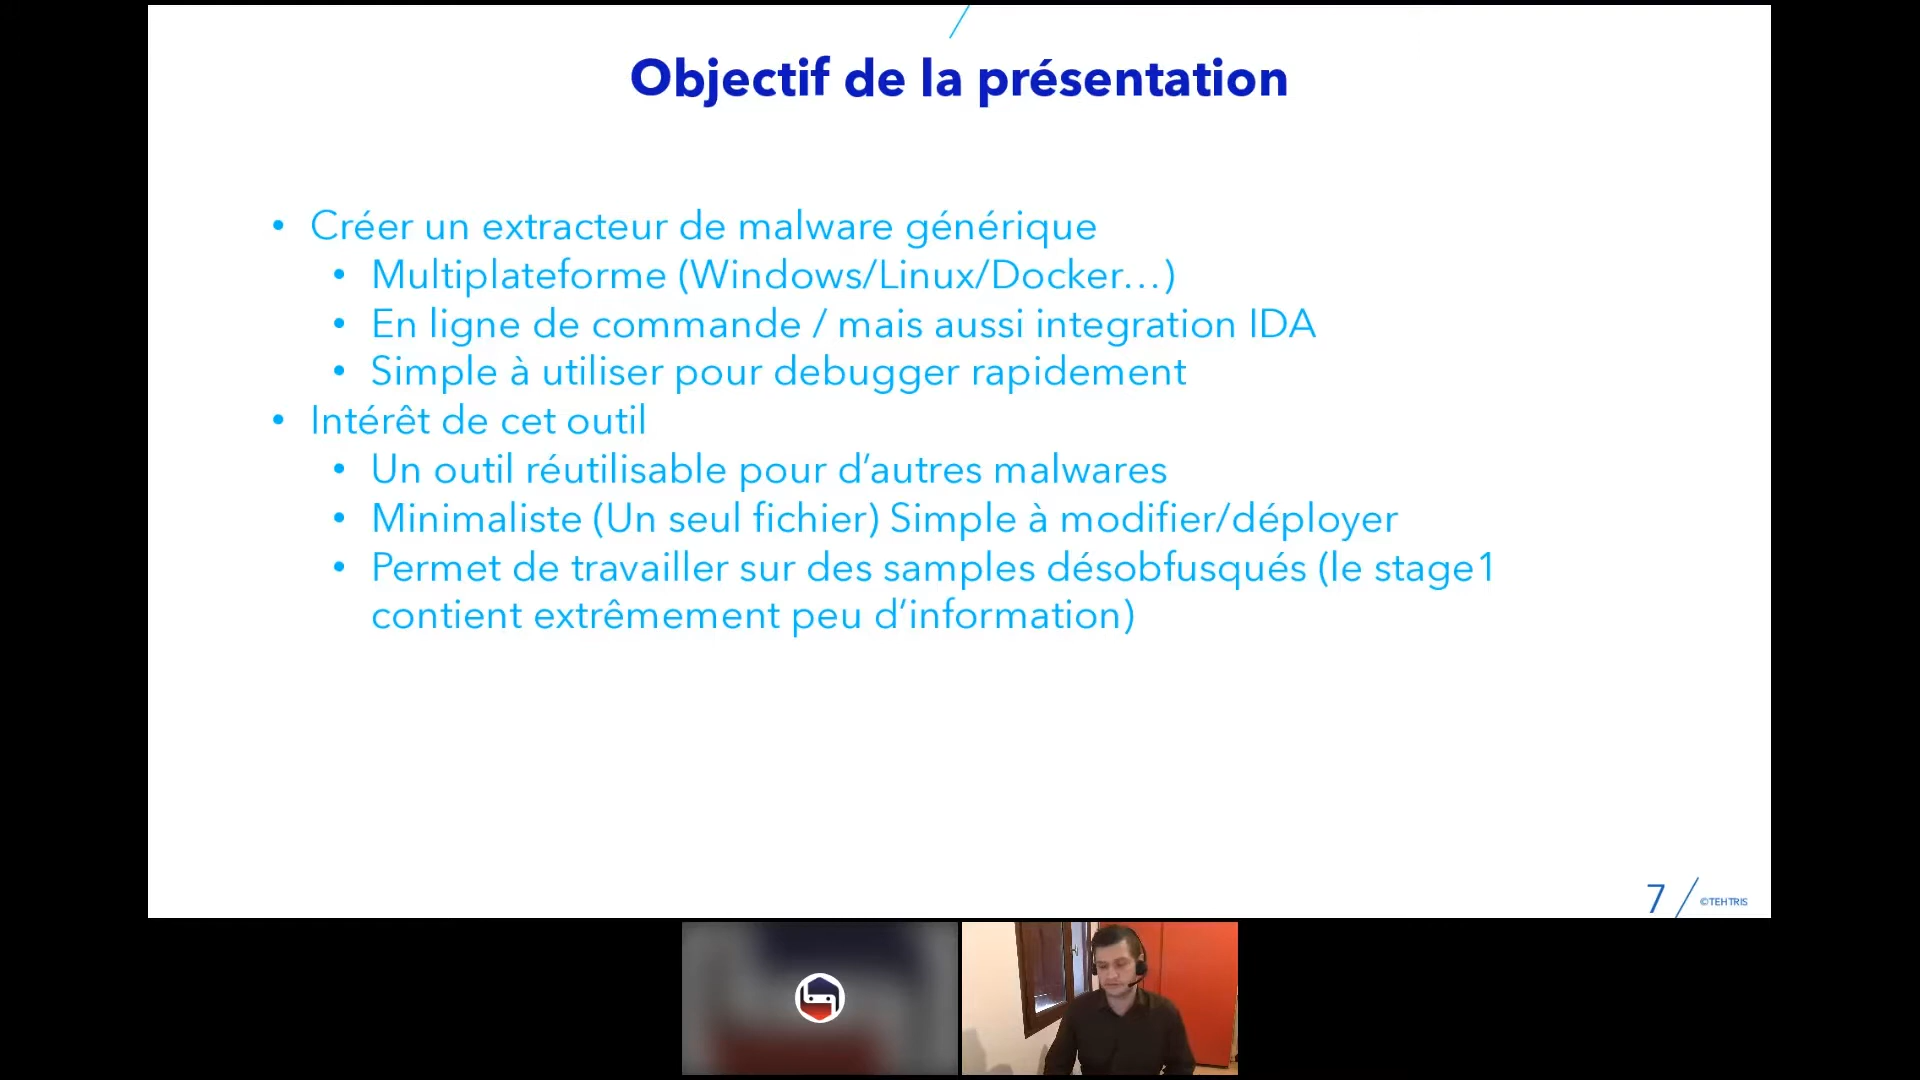 Objectif de la présentation
• Créer un extracteur de malware générique
• Multiplateforme (Windows/Linux/Docker…)
• En ligne de commande / mais aussi integration IDA
• Simple à utiliser pour debugger rapidement
• Intérêt de cet outil
• Un outil réutilisable pour d’autres malwares
• Minimaliste (Un seul fichier) Simple à modifier/déployer
• Permet de travailler sur des samples désobfusqués (le stage1
contient extrêmement peu d’information)
7
©TEHTRIS